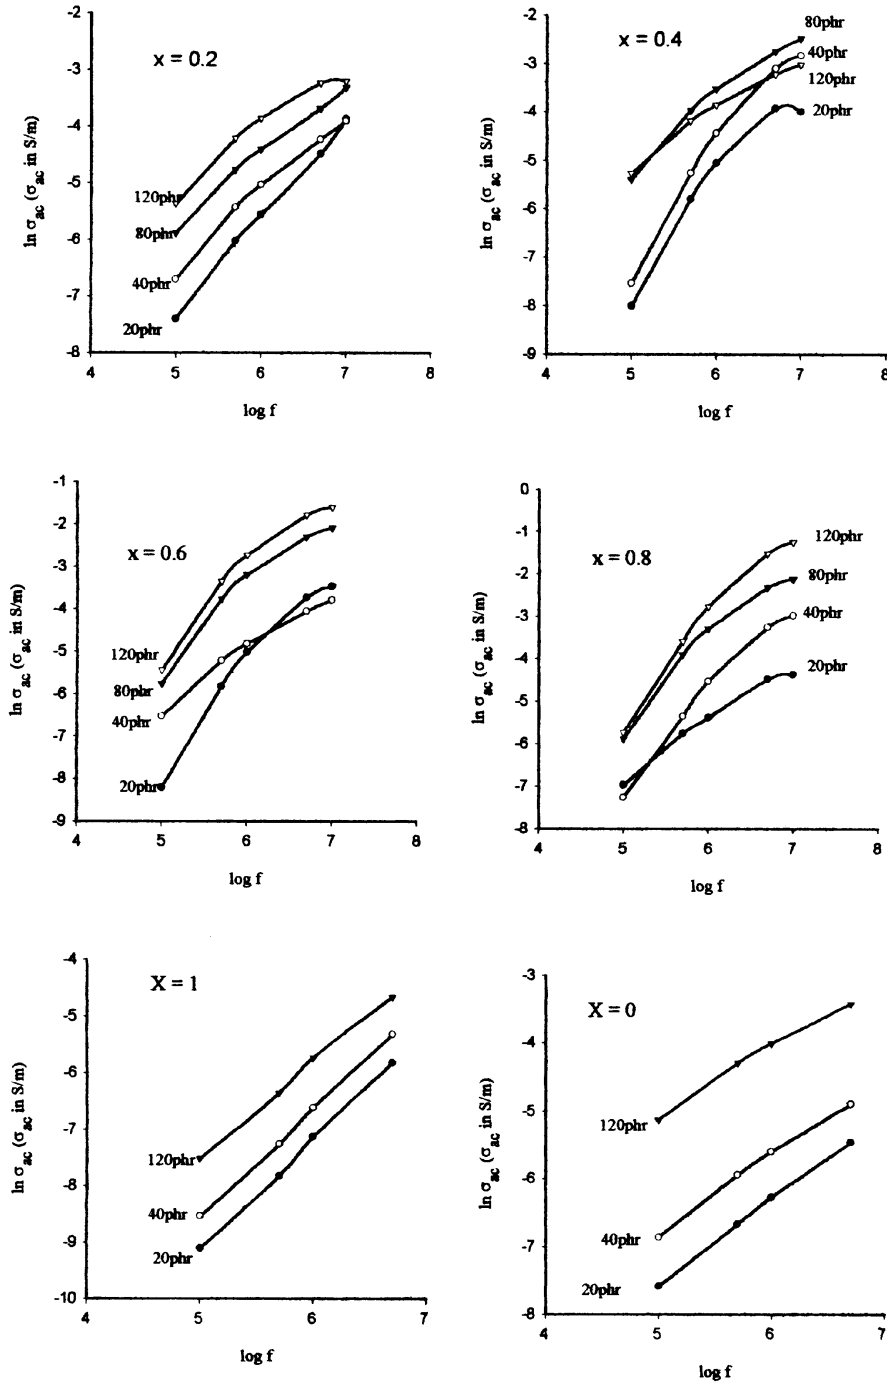 -2
-3
-4
-5
-6
-7
-8
ln σac (σac in S/m)
x = 0.2
120phr
80phr
40phr
20phr
4 5 6 7 8
log f
-2
-3
-4
-5
-6
-7
-8
-9
ln σac (σac in S/m)
x = 0.4
80phr
40phr
120phr
20phr
4 5 6 7 8
log f
-1
-2
-3
-4
-5
-6
-7
-8
-9
ln σac (σac in S/m)
x = 0.6
120phr
80phr
40phr
20phr
4 5 6 7 8
log f
0
-1
-2
-3
-4
-5
-6
-7
-8
ln σac (σac in S/m)
x = 0.8
120phr
80phr
40phr
20phr
4 5 6 7 8
log f
-4
-5
-6
-7
-8
-9
-10
ln σac (σac in S/m)
X = 1
120phr
40phr
20phr
4 5 6 7
log f
-3
-4
-5
-6
-7
-8
ln σac (σac in S/m)
X = 0
120phr
40phr
20phr
4 5 6 7
log f